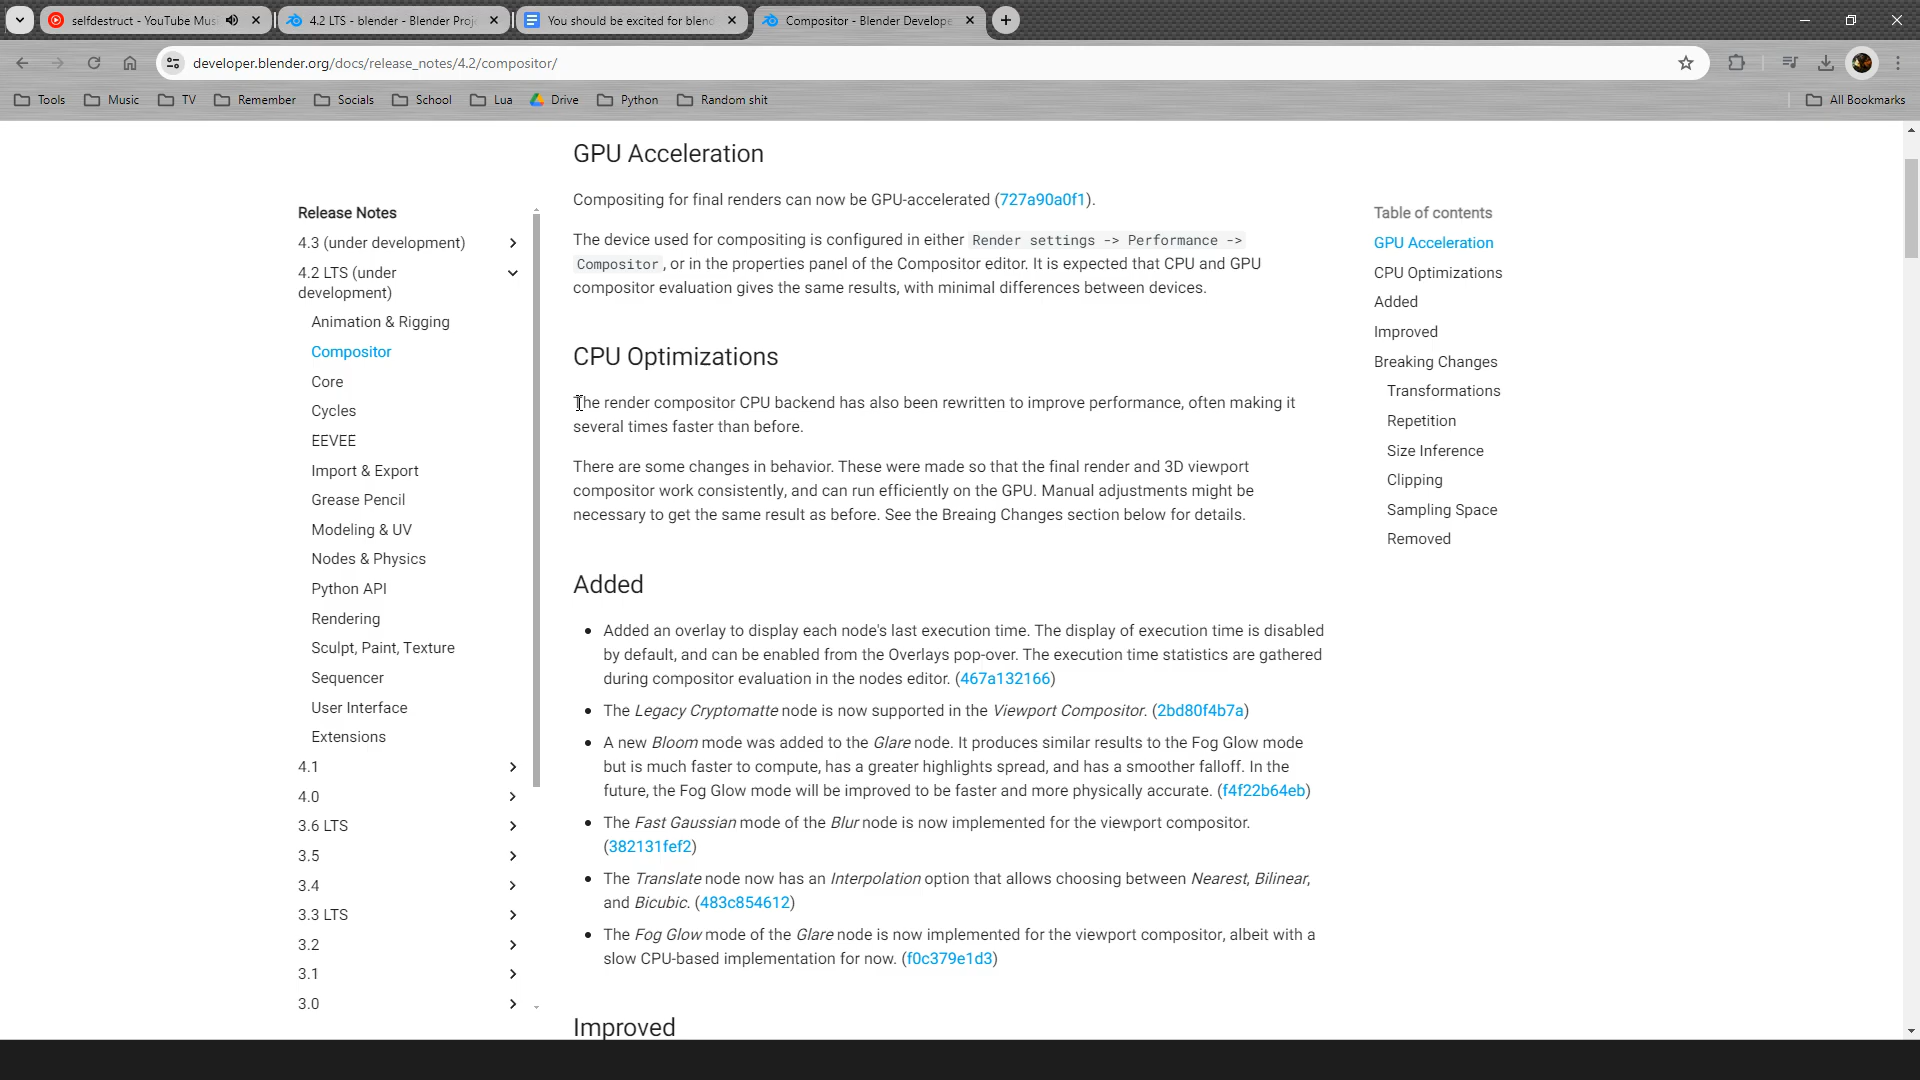 selfdestruct - YouTube Mus
4.2 LTS - blender - Blender Proje
You should be excited for blend
Compositor - Blender Develope
developer.blender.org/docs/release_notes/4.2/compositor/
Tools
Music
TV
Remember
Socials
School
Lua
Drive
Python
Random shit
All Bookmarks
Release Notes
4.3 (under development)
4.2 LTS (under
development)
Animation & Rigging
Compositor
Core
Cycles
EEVEE
Import & Export
Grease Pencil
Modeling & UV
Nodes & Physics
Python API
Rendering
Sculpt, Paint, Texture
Sequencer
User Interface
Extensions
4.1
4.0
3.6 LTS
3.5
3.4
3.3 LTS
3.2
3.1
3.0
GPU Acceleration
Compositing for final renders can now be GPU-accelerated (727a90a0f1).
The device used for compositing is configured in either Render settings -> Performance ->
Compositor, or in the properties panel of the Compositor editor. It is expected that CPU and GPU
compositor evaluation gives the same results, with minimal differences between devices.
CPU Optimizations
The render compositor CPU backend has also been rewritten to improve performance, often making it
several times faster than before.
There are some changes in behavior. These were made so that the final render and 3D viewport
compositor work consistently, and can run efficiently on the GPU. Manual adjustments might be
necessary to get the same result as before. See the Breaing Changes section below for details.
Added
• Added an overlay to display each node's last execution time. The display of execution time is disabled
by default, and can be enabled from the Overlays pop-over. The execution time statistics are gathered
during compositor evaluation in the nodes editor. (467a132166)
• The Legacy Cryptomatte node is now supported in the Viewport Compositor. (2bd80f4b7a)
• A new Bloom mode was added to the Glare node. It produces similar results to the Fog Glow mode
but is much faster to compute, has a greater highlights spread, and has a smoother falloff. In the
future, the Fog Glow mode will be improved to be faster and more physically accurate. (f4f22b64eb)
• The Fast Gaussian mode of the Blur node is now implemented for the viewport compositor.
(382131fef2)
• The Translate node now has an Interpolation option that allows choosing between Nearest, Bilinear,
and Bicubic. (483c854612)
• The Fog Glow mode of the Glare node is now implemented for the viewport compositor, albeit with a
slow CPU-based implementation for now. (f0c379e1d3)
Improved
Table of contents
GPU Acceleration
CPU Optimizations
Added
Improved
Breaking Changes
Transformations
Repetition
Size Inference
Clipping
Sampling Space
Removed